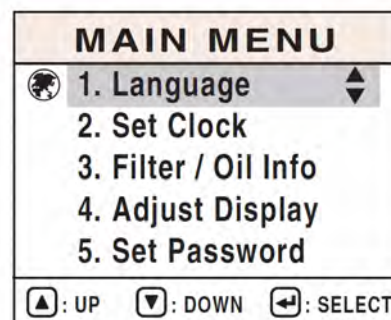 MAIN MENU
1. Language
2. Set Clock
3. Filter / Oil Info
4. Adjust Display
5. Set Password
: UP : DOWN : SELECT